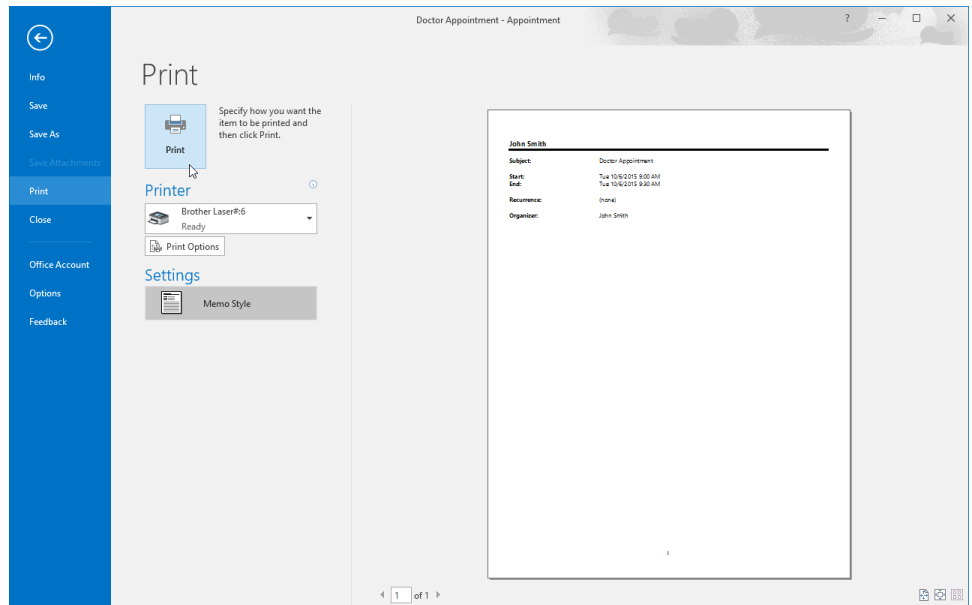 Doctor Appointment - Appointment
?
Info
Save
Save As
Save Attachments
Print
Close
Office Account
Options
Feedback
Print
Print
Specify how you want the
item to be printed and
then click Print.
Printer
Brother Laser#:6
Ready
Print Options
Settings
Memo Style
John Smith
Subject: Doctor Appointment
Start: Tue 10/6/2015 9:00 AM
End: Tue 10/6/2015 9:30 AM
Recurrence: (none)
Organizer: John Smith
1
1 of 1